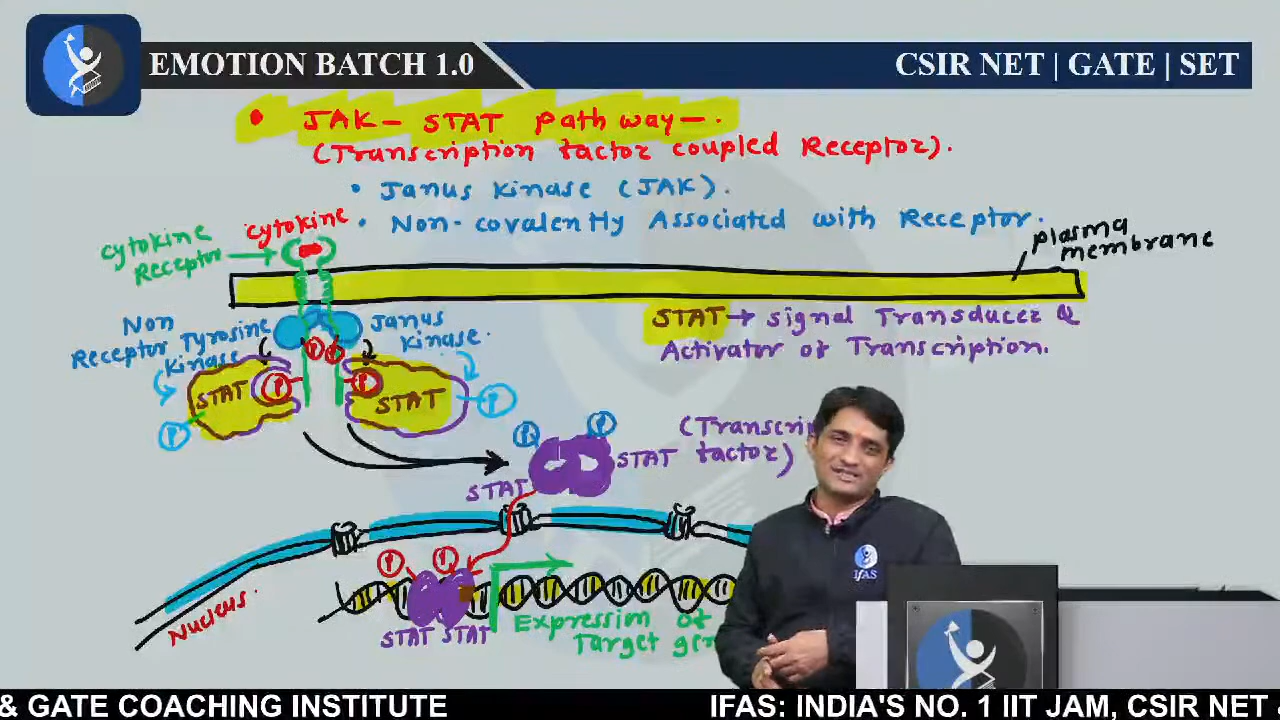 EMOTION BATCH 1.0
CSIR NET | GATE | SET
• JAK - STAT pathway -.
(Transcription factor coupled Receptor).
• Janus Kinase (JAK).
• Non-covalently Associated with Receptor.
cytokine
cytokine
Receptor
plasma
membrane
Non
Receptor Tyrosine
kinase
Janus
kinase.
STAT → signal Transducer &
Activator of Transcription.
P P
STAT P
P STAT
P
P
P P
(Transcri
factor)
STAT
STAT
P P
Nucleus.
STAT STAT
Expression of
Target gen
IFAS
& GATE COACHING INSTITUTE
IFAS: INDIA'S NO. 1 IIT JAM, CSIR NET &